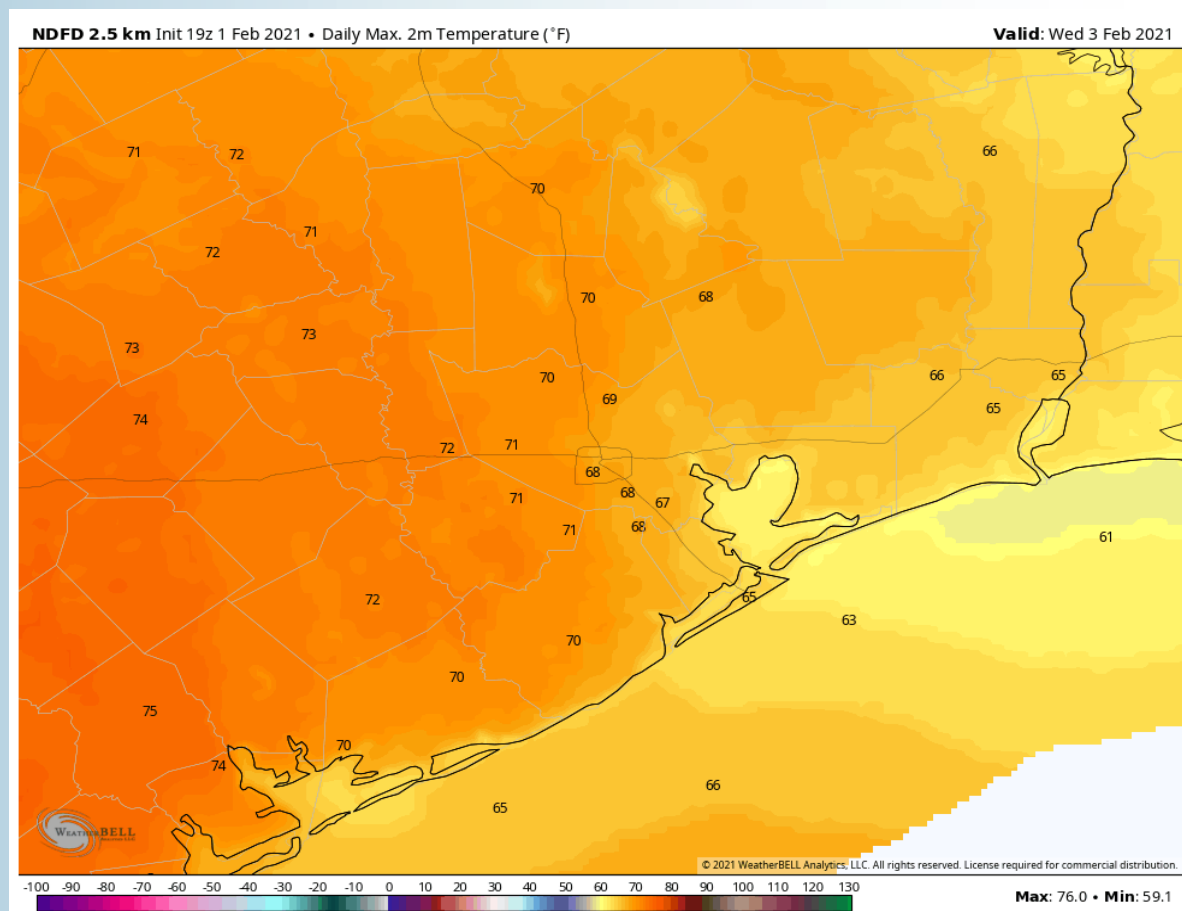 NDFD 2.5 km Init 19z 1 Feb 2021 • Daily Max. 2m Temperature (°F) Valid: Wed 3 Feb 2021
71 72 66
70
71
72
70 68
73 73
70 66 65
69 65
74
72 71
68
71 68 67
71 68
61
72 65
63
70
70
75
70
74
66
65
WEATHERBELL
© 2021 WeatherBELL Analytics, LLC. All rights reserved. License required for commercial distribution.
-100 -90 -80 -70 -60 -50 -40 -30 -20 -10 0 10 20 30 40 50 60 70 80 90 100 110 120 130
Max: 76.0 • Min: 59.1